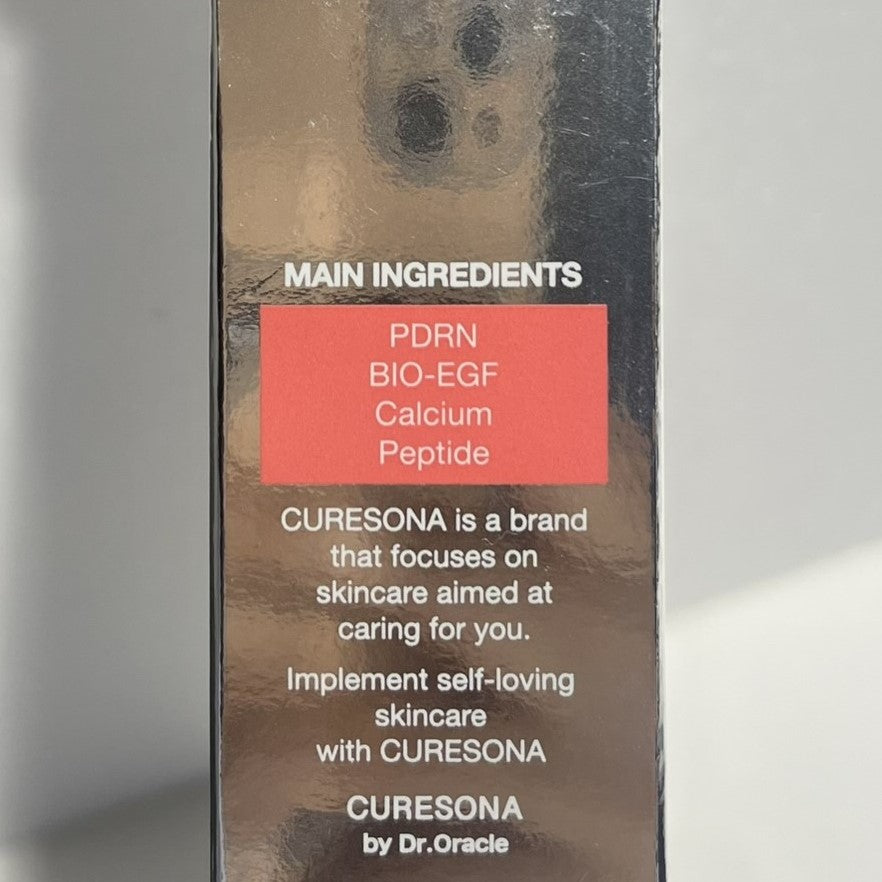 MAIN INGREDIENTS
PDRN
BIO-EGF
Calcium
Peptide
CURESONA is a brand
that focuses on
skincare aimed at
caring for you.
Implement self-loving
skincare
with CURESONA
CURESONA
by Dr.Oracle